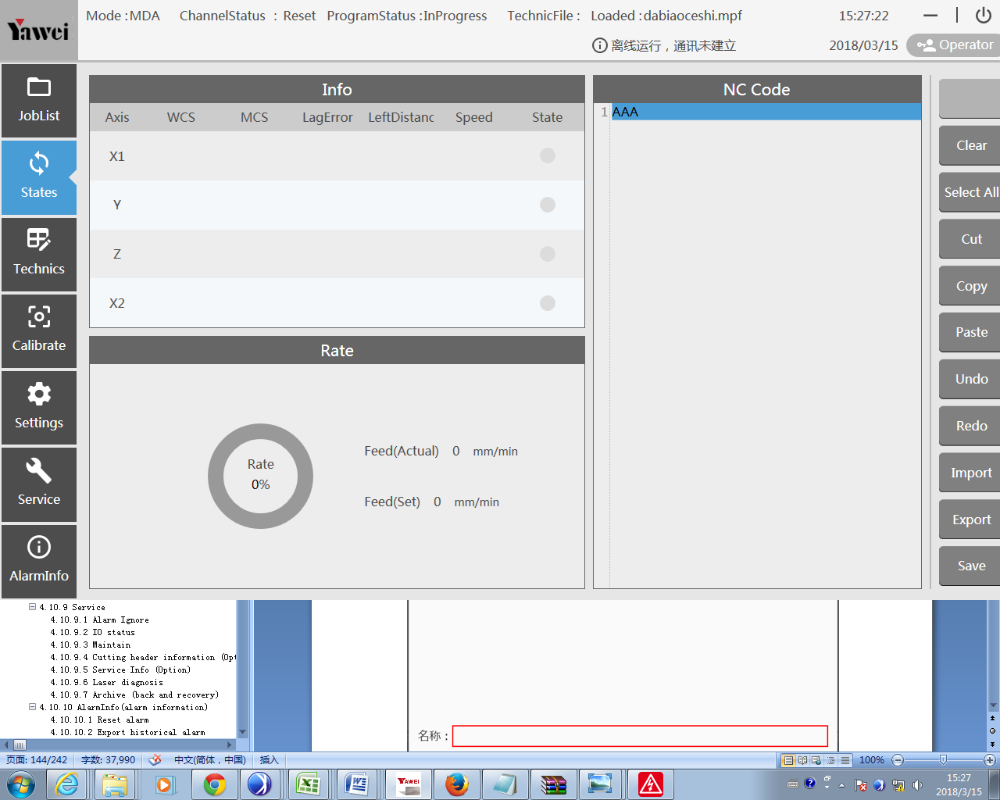 Yawei
Mode : MDA ChannelStatus : Reset ProgramStatus : InProgress TechnicFile : Loaded : dabiaoceshi.mpf 15:27:22
离线运行，通讯未建立 2018/03/15 Operator
JobList
States
Technics
Calibrate
Settings
Service
AlarmInfo
Info
Axis WCS MCS LagError LeftDistanc Speed State
X1
Y
Z
X2
Rate
Rate
0%
Feed(Actual) 0 mm/min
Feed(Set) 0 mm/min
NC Code
1 AAA
Clear
Select All
Cut
Copy
Paste
Undo
Redo
Import
Export
Save
4.10.9 Service
4.10.9.1 Alarm Ignore
4.10.9.2 IO status
4.10.9.3 Maintain
4.10.9.4 Cutting header information (Opt
4.10.9.5 Service Info (Option)
4.10.9.6 Laser diagnosis
4.10.9.7 Archive (back and recovery)
4.10.10 AlarmInfo(alarm information)
4.10.10.1 Reset alarm
4.10.10.2 Export historical alarm
名称：
页面: 144/242 字数: 37,990 中文(简体，中国) 插入 100%
YAWEI
15:27
2018/3/15